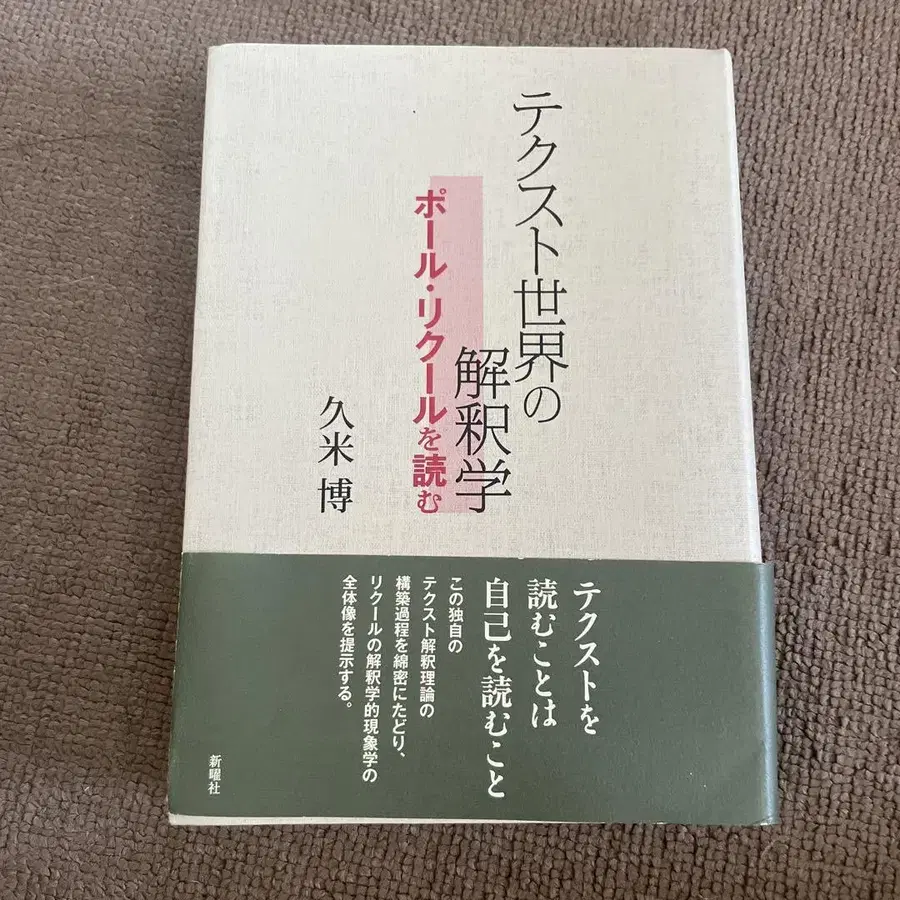 テクスト世界の
解釈学
ポール・リクールを読む
久米 博
テクストを
読むことは
自己を読むこと
この独自の
テクスト解釈理論の
構築過程を綿密にたどり、
リクールの解釈学的現象学の
全体像を提示する。
新曜社